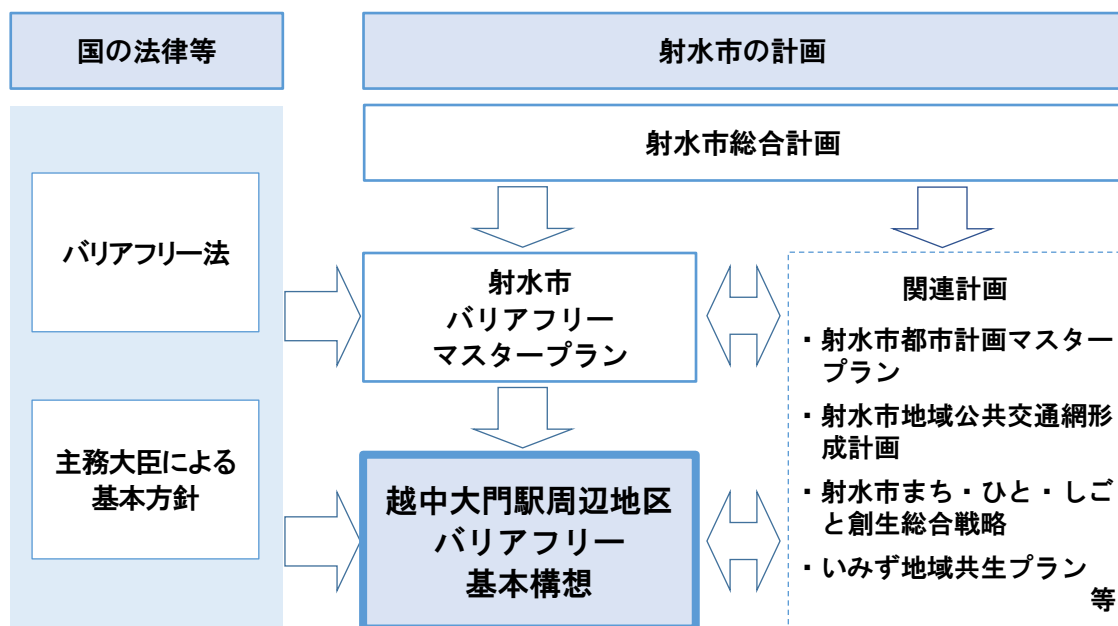 国の法律等
射水市の計画
射水市総合計画
バリアフリー法
主務大臣による
基本方針
射水市
バリアフリー
マスタープラン
越中大門駅周辺地区
バリアフリー
基本構想
関連計画
・射水市都市計画マスター
プラン
・射水市地域公共交通網形
成計画
・射水市まち・ひと・しご
と創生総合戦略
・いみず地域共生プラン
等